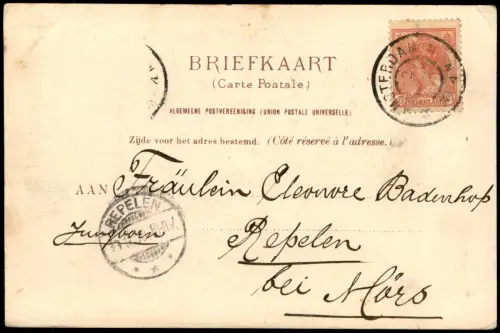 BRIEFKAART
(Carte Postale)
ALGEMEENE POSTVEREENIGING (UNION POSTALE UNIVERSELLE)
Zijde voor het adres bestemd. (Côté réservé à l'adresse.)
AAN Fräulein Eleonore Badenhop
REPELEN
Jungborn
Repelen
bei Mörs
AMSTERDAM